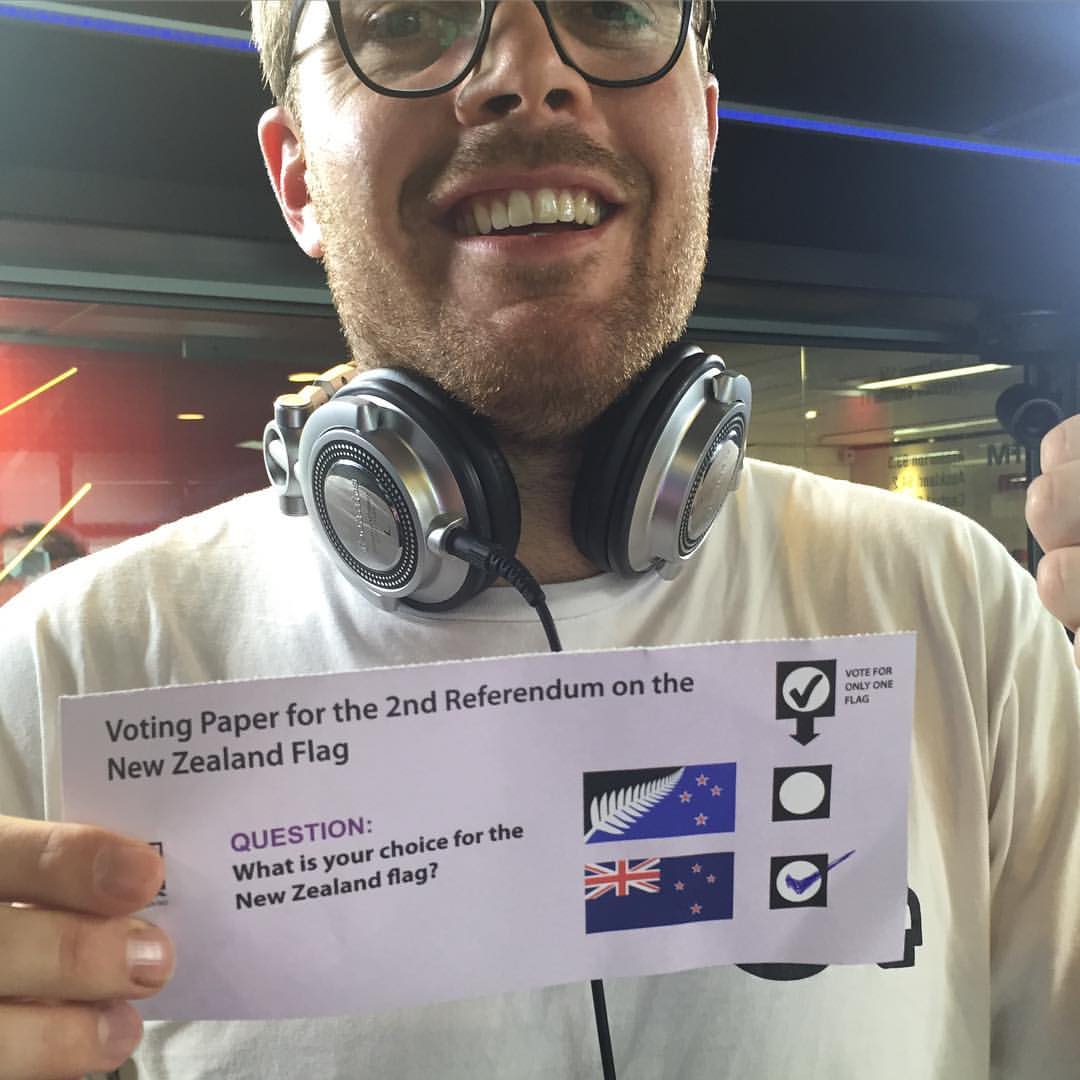 Voting Paper for the 2nd Referendum on the
New Zealand Flag
VOTE FOR
ONLY ONE
FLAG
QUESTION:
What is your choice for the
New Zealand flag?